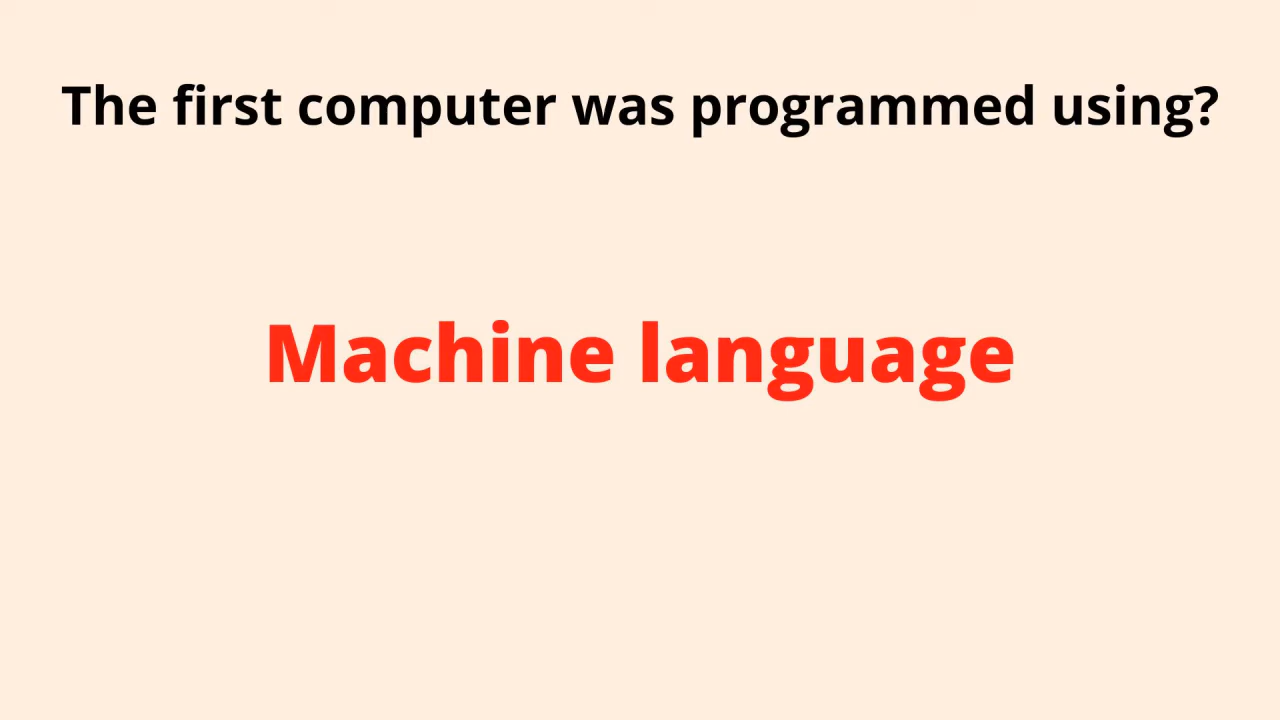 The first computer was programmed using?
Machine language